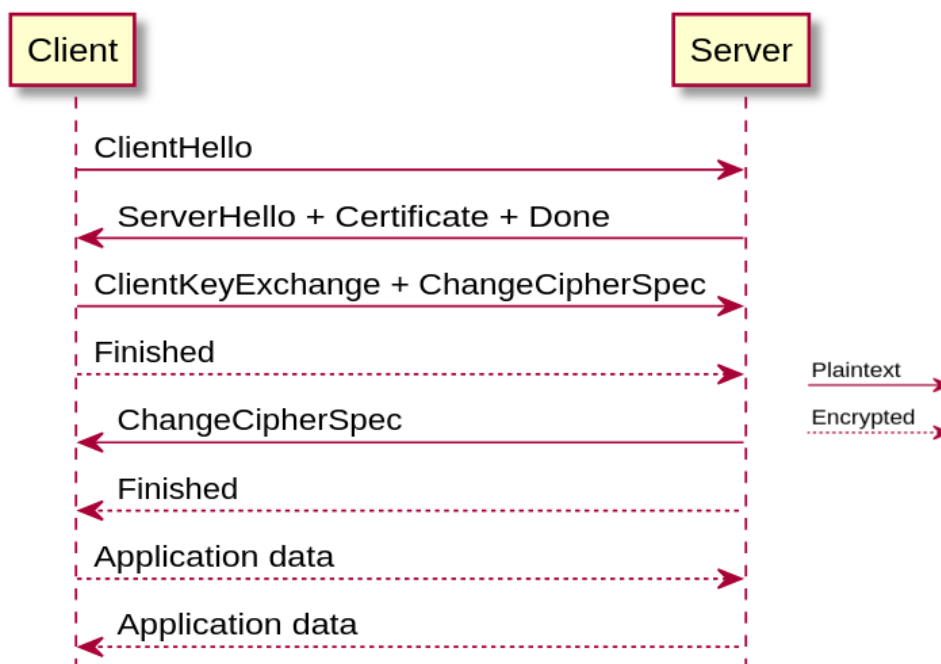 Client
Server
ClientHello
ServerHello + Certificate + Done
ClientKeyExchange + ChangeCipherSpec
Finished
Plaintext
Encrypted
ChangeCipherSpec
Finished
Application data
Application data